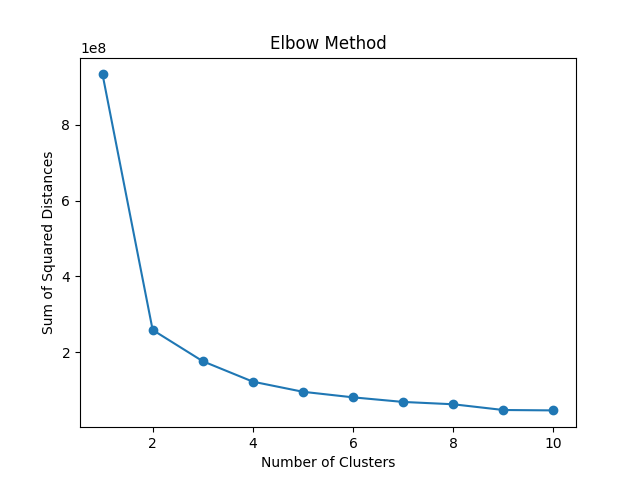 Elbow Method
1e8
8
6
4
2
Sum of Squared Distances
2 4 6 8 10
Number of Clusters